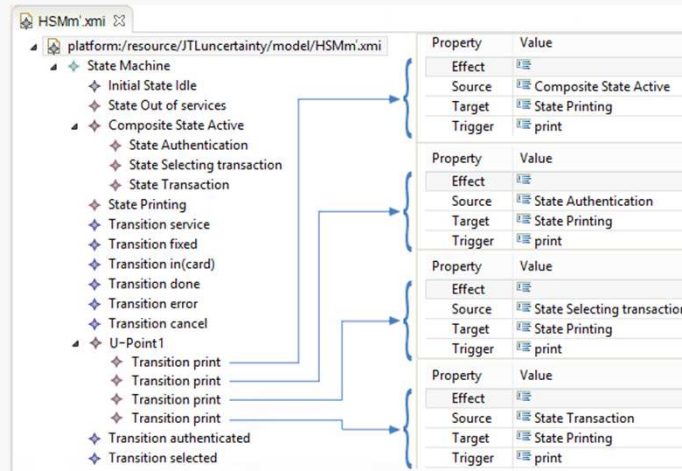 HSMm'.xmi
platform:/resource/JTLuncertainty/model/HSMm'.xmi
State Machine
Initial State Idle
State Out of services
Composite State Active
State Authentication
State Selecting transaction
State Transaction
State Printing
Transition service
Transition fixed
Transition in(card)
Transition done
Transition error
Transition cancel
U-Point1
Transition print
Transition print
Transition print
Transition print
Transition authenticated
Transition selected
Property Value
Effect
Source Composite State Active
Target State Printing
Trigger print
Property Value
Effect
Source State Authentication
Target State Printing
Trigger print
Property Value
Effect
Source State Selecting transaction
Target State Printing
Trigger print
Property Value
Effect
Source State Transaction
Target State Printing
Trigger print